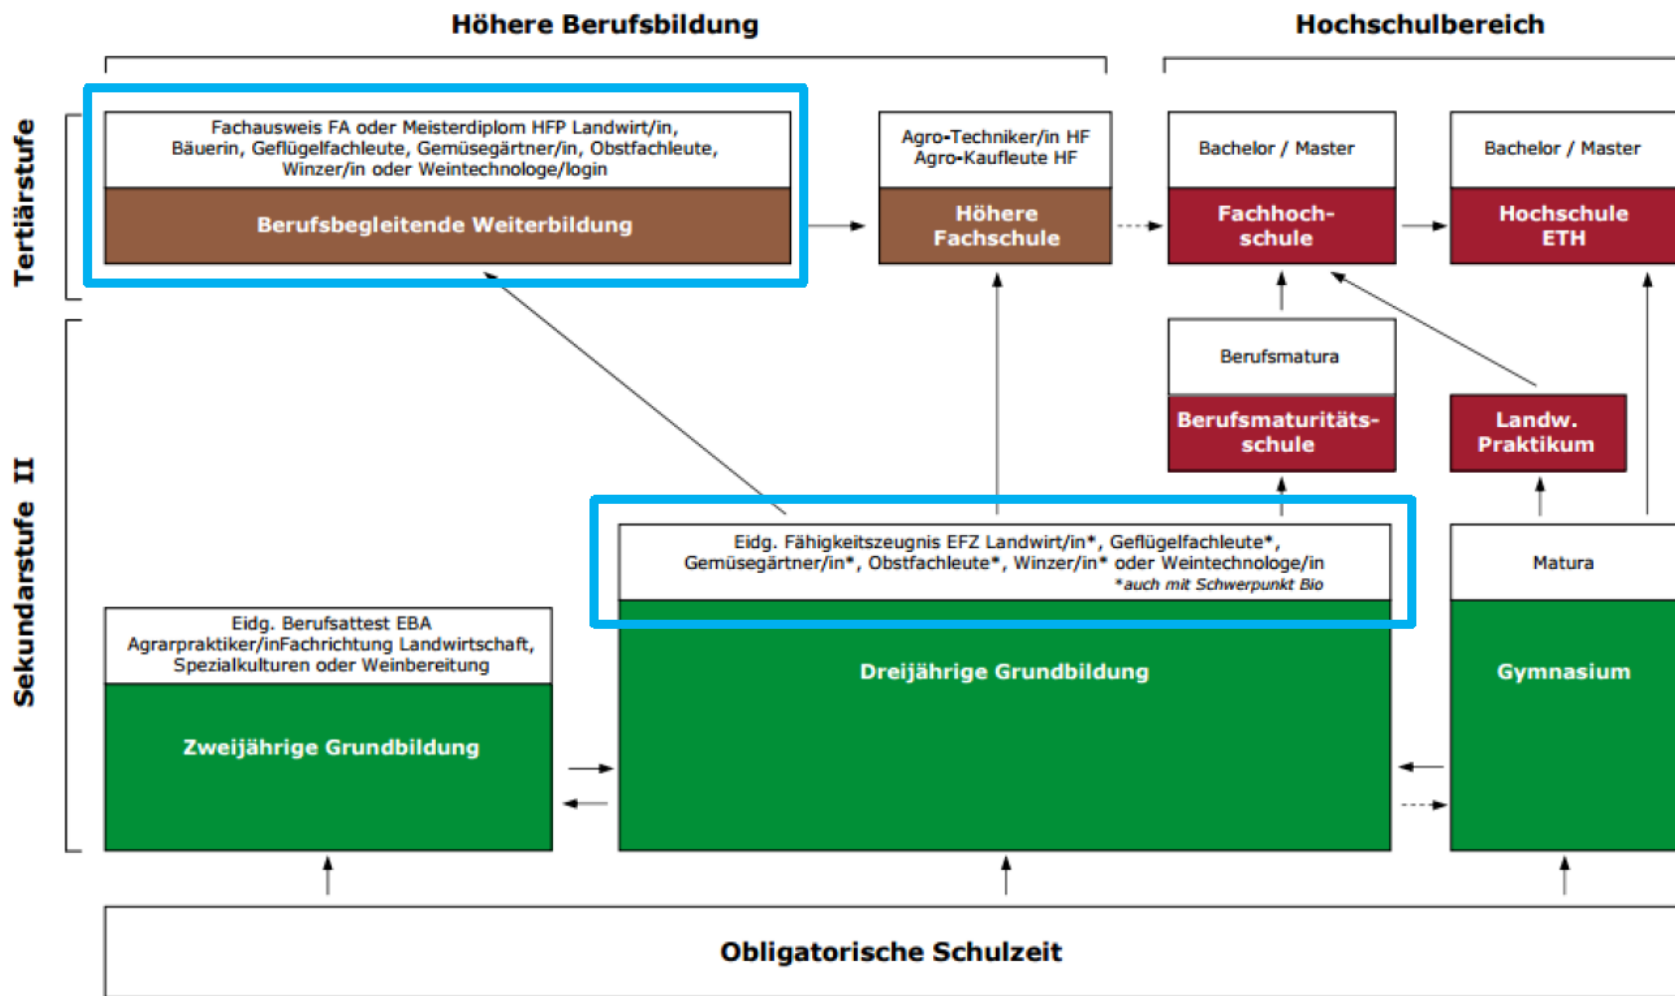 Höhere Berufsbildung
Hochschulbereich
Tertiärstufe
Fachausweis FA oder Meisterdiplom HFP Landwirt/in,
Bäuerin, Geflügelfachleute, Gemüsegärtner/in, Obstfachleute,
Winzer/in oder Weintechnologe/login
Berufsbegleitende Weiterbildung
Agro-Techniker/in HF
Agro-Kaufleute HF
Höhere
Fachschule
Bachelor / Master
Fachhoch-
schule
Bachelor / Master
Hochschule
ETH
Sekundarstufe II
Berufsmatura
Berufsmaturitäts-
schule
Landw.
Praktikum
Eidg. Berufsattest EBA
Agrarpraktiker/inFachrichtung Landwirtschaft,
Spezialkulturen oder Weinbereitung
Zweijährige Grundbildung
Eidg. Fähigkeitszeugnis EFZ Landwirt/in*, Geflügelfachleute*,
Gemüsegärtner/in*, Obstfachleute*, Winzer/in* oder Weintechnologe/in
*auch mit Schwerpunkt Bio
Dreijährige Grundbildung
Matura
Gymnasium
Obligatorische Schulzeit